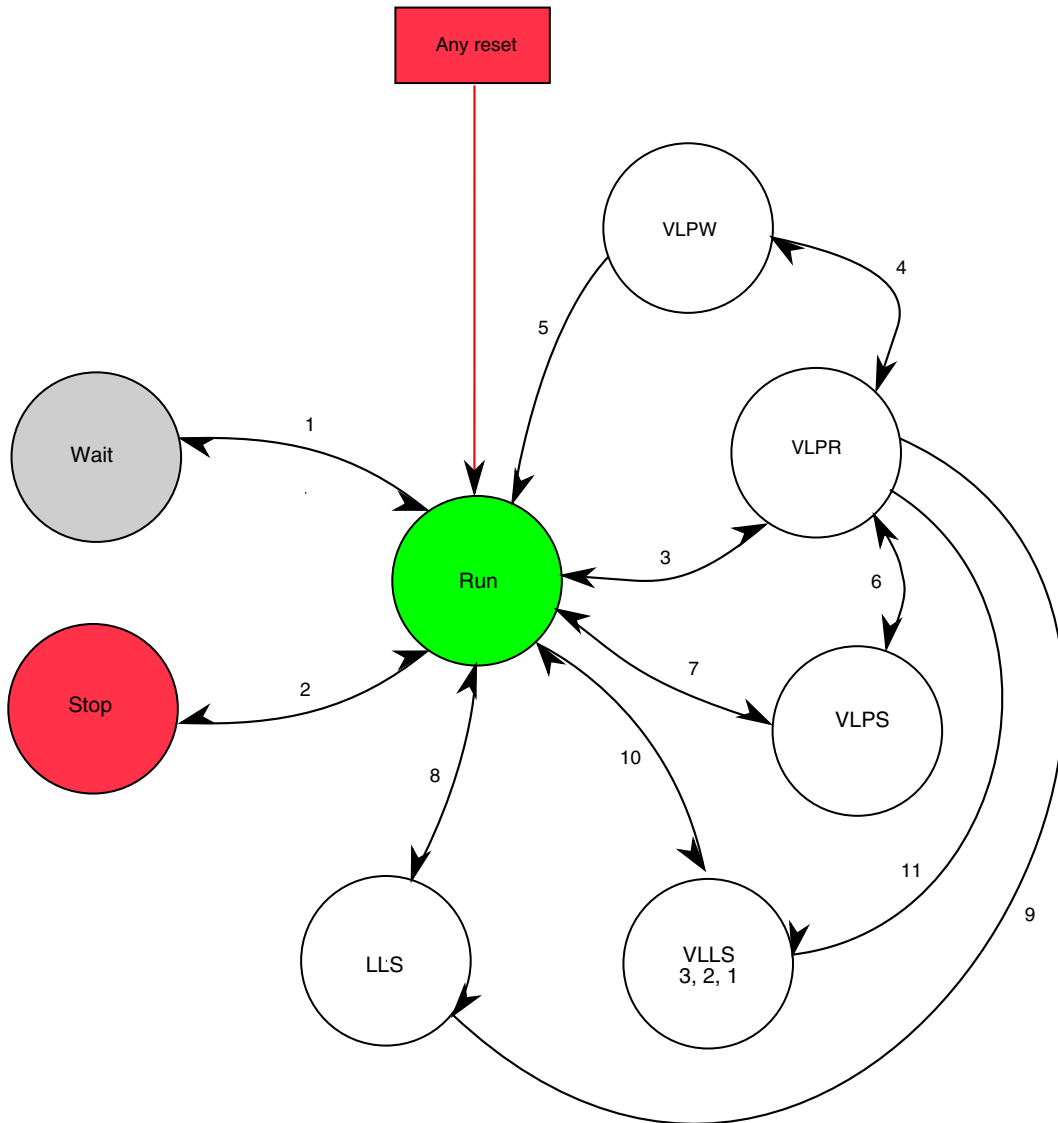 Any reset
VLPW
4
5
1
Wait
VLPR
3
Run
6
7
2
Stop
VLPS
10
8
11
9
LLS
VLLS
3, 2, 1